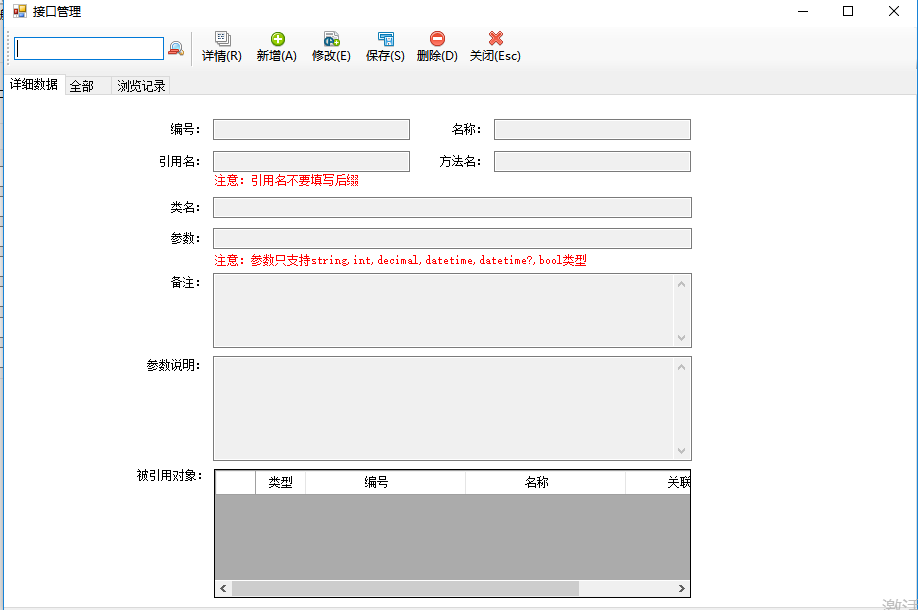 接口管理
详情(R) 新增(A) 修改(E) 保存(S) 删除(D) 关闭(Esc)
详细数据 全部 浏览记录
编号： 名称：
引用名： 方法名：
注意：引用名不要填写后缀
类名：
参数：
注意：参数只支持string,int,decimal,datetime,datetime?,bool类型
备注：
参数说明：
被引用对象： 类型 编号 名称 关联